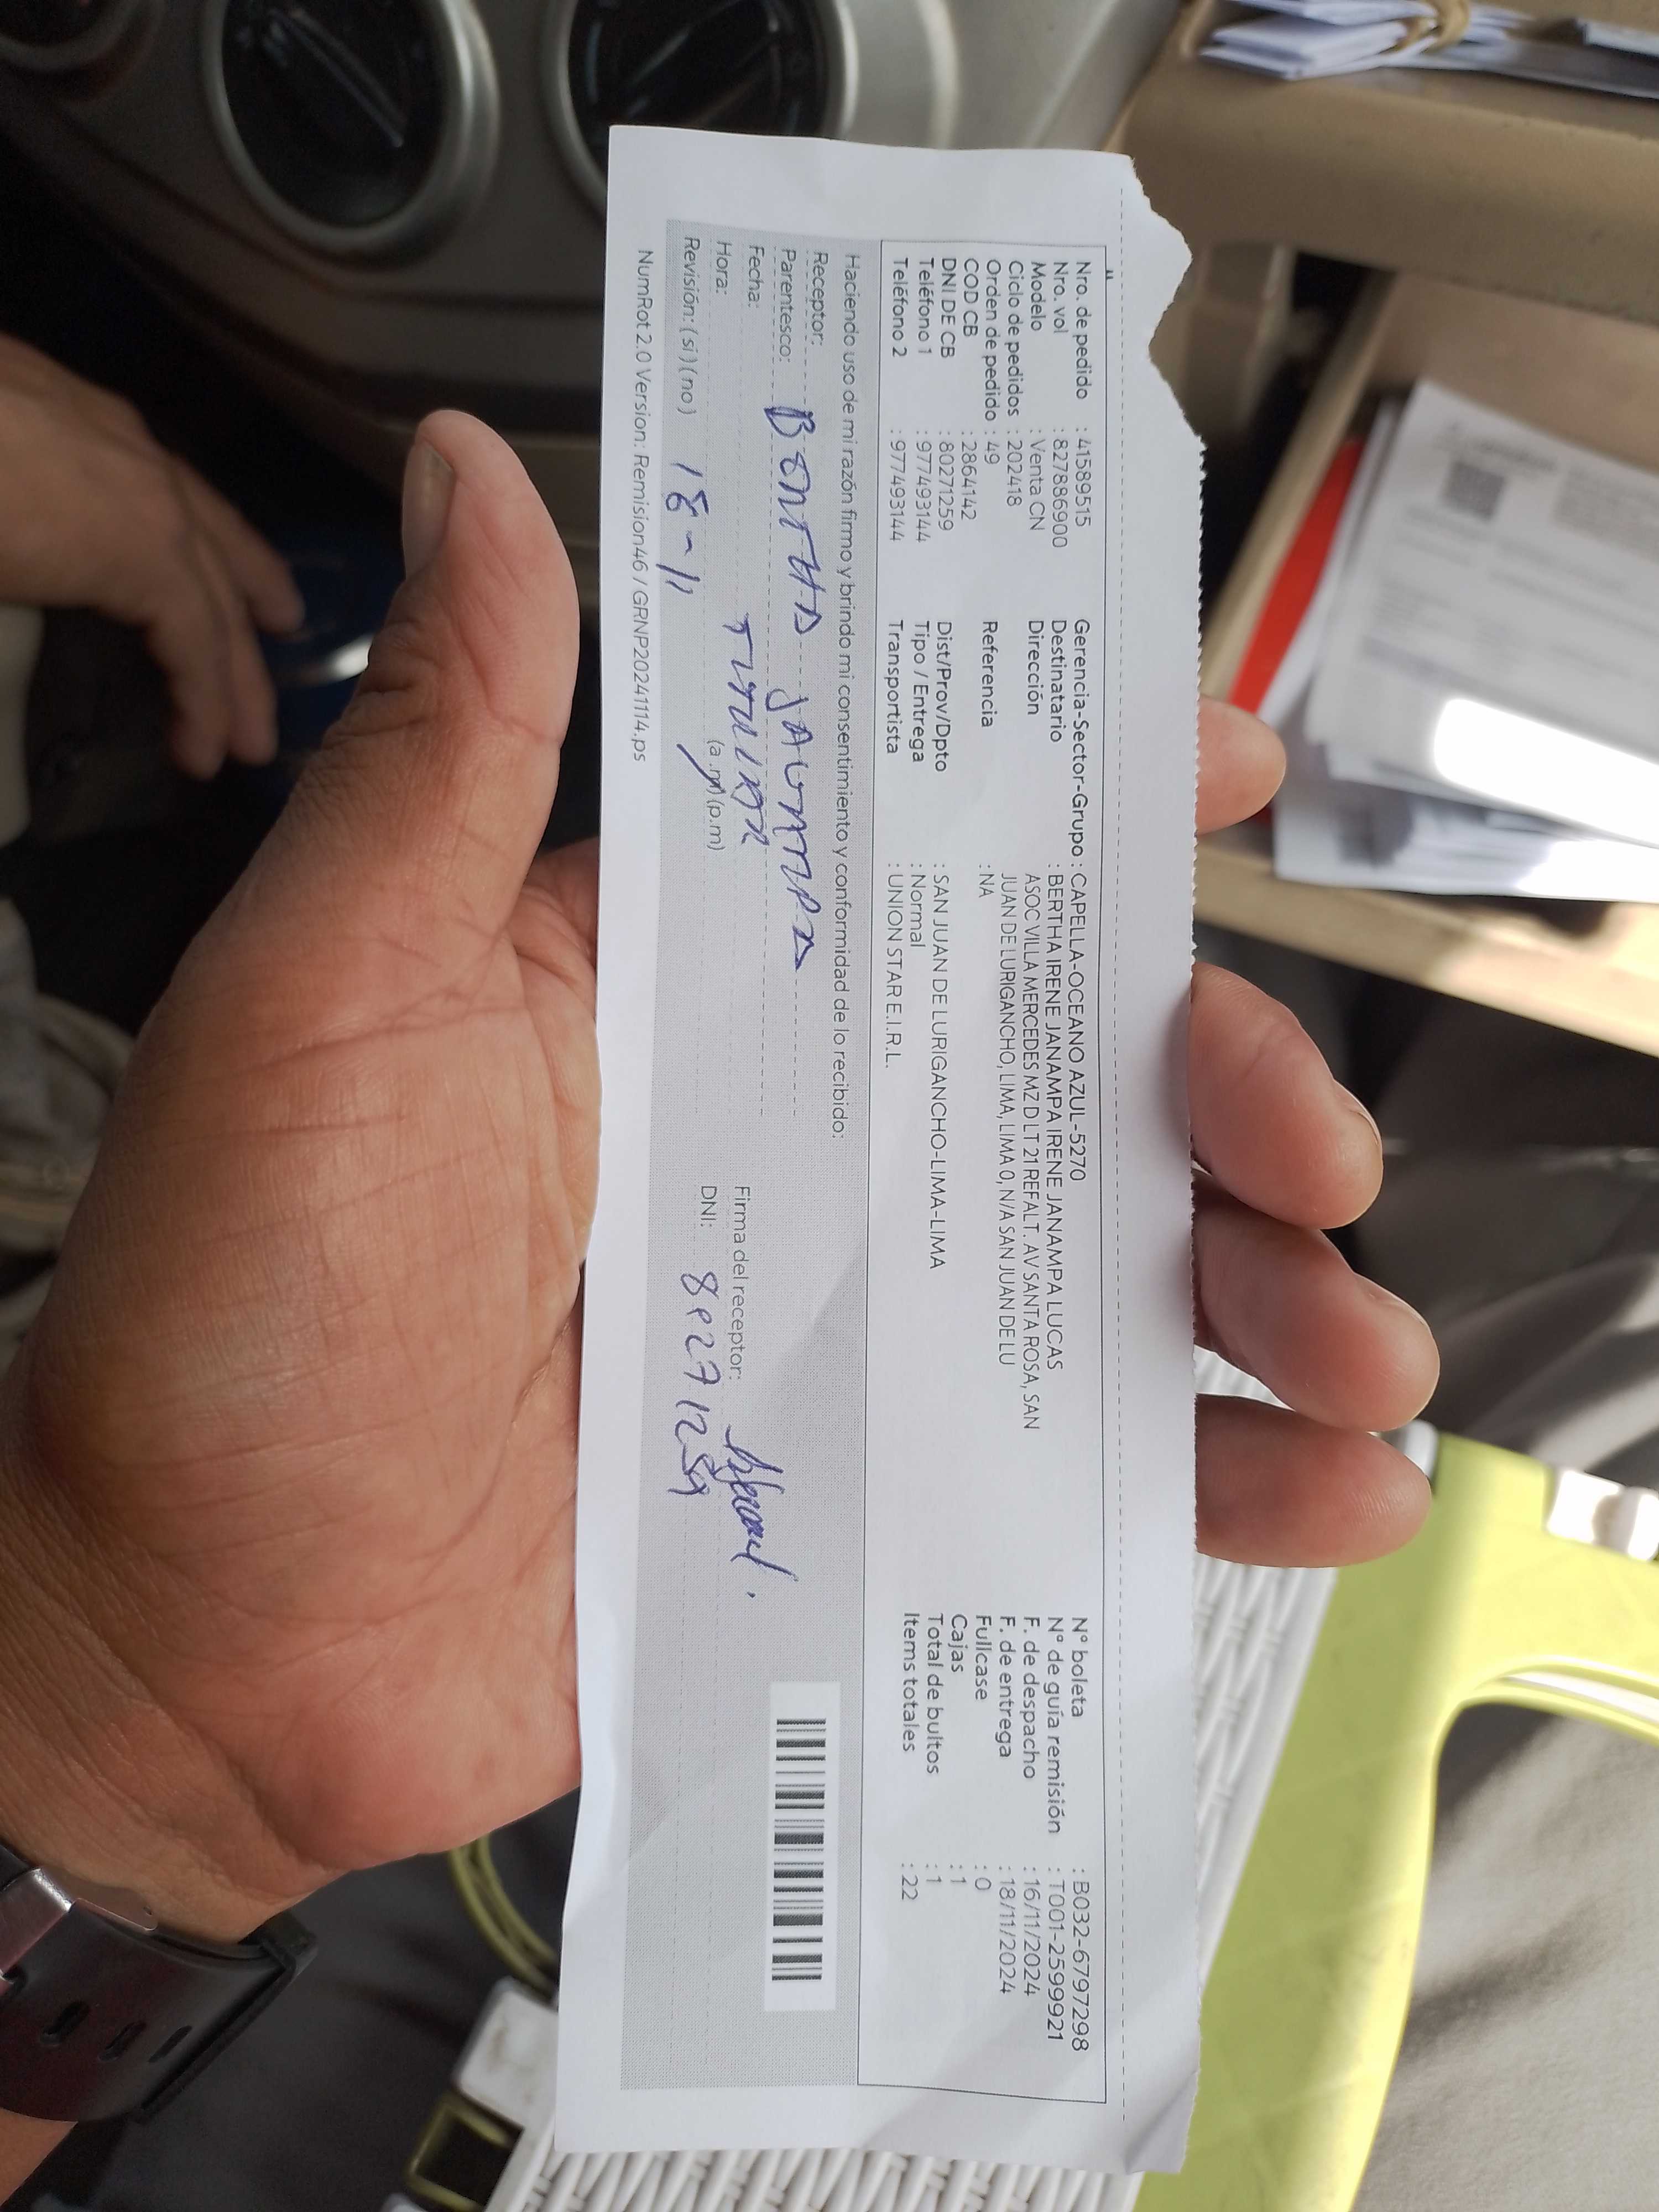 Nro. de pedido : 41589515 Gerencia-Sector-Grupo : CAPELLA-OCEANO AZUL-5270 N° boleta : B032-6797298
Nro. vol : 827886900 Destinatario : BERTHA IRENE JANAMPA IRENE JANAMPA LUCAS N° de guía remisión : T001-2599921
Modelo : Venta CN Dirección ASOC VILLA MERCEDES MZ D LT 21 REF ALT. AV SANTA ROSA, SAN F. de despacho : 16/11/2024
Ciclo de pedidos : 202418 JUAN DE LURIGANCHO, LIMA, LIMA 0, N/A SAN JUAN DE LU F. de entrega : 18/11/2024
Orden de pedido : 49 Referencia : NA Fullcase : 0
COD CB : 2864142 Cajas : 1
DNI DE CB : 80271259 Dist/Prov/Dpto : SAN JUAN DE LURIGANCHO-LIMA-LIMA Total de bultos : 1
Teléfono 1 : 977493144 Tipo / Entrega : Normal Items totales : 22
Teléfono 2 : 977493144 Transportista : UNION STAR E.I.R.L.
Haciendo uso de mi razón firmo y brindo mi consentimiento y conformidad de lo recibido:
Receptor: BERTHA JANAMPA
Parentesco: TITULAR
Fecha:
Hora: (a.m) (p.m) Firma del receptor:
Revisión: (si) (no) 18-11 DNI: 80271259
NumRot 2.0 Version: Remision46 / GRNP20241114.ps